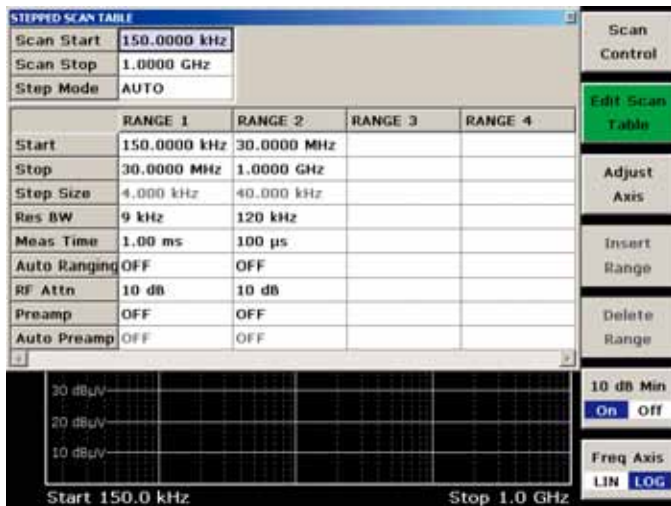 STEPPED SCAN TABLE
Scan Start 150.0000 kHz
Scan Stop 1.0000 GHz
Step Mode AUTO
RANGE 1 RANGE 2 RANGE 3 RANGE 4
Start 150.0000 kHz 30.0000 MHz
Stop 30.0000 MHz 1.0000 GHz
Step Size 4.000 kHz 40.000 kHz
Res BW 9 kHz 120 kHz
Meas Time 1.00 ms 100 µs
Auto Ranging OFF OFF
RF Attn 10 dB 10 dB
Preamp OFF OFF
Auto Preamp OFF OFF
30 dBµV
20 dBµV
10 dBµV
Start 150.0 kHz Stop 1.0 GHz
Scan
Control
Edit Scan
Table
Adjust
Axis
Insert
Range
Delete
Range
10 dB Min
On Off
Freq Axis
LIN LOG